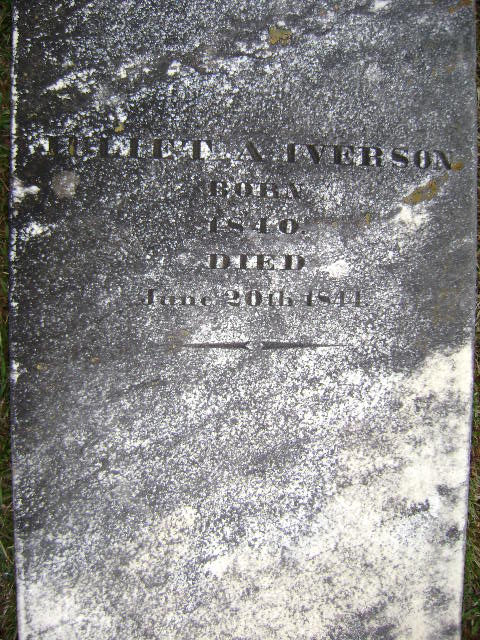 JULIET A IVERSON
BORN
1840.
DIED
June 20th 1841.